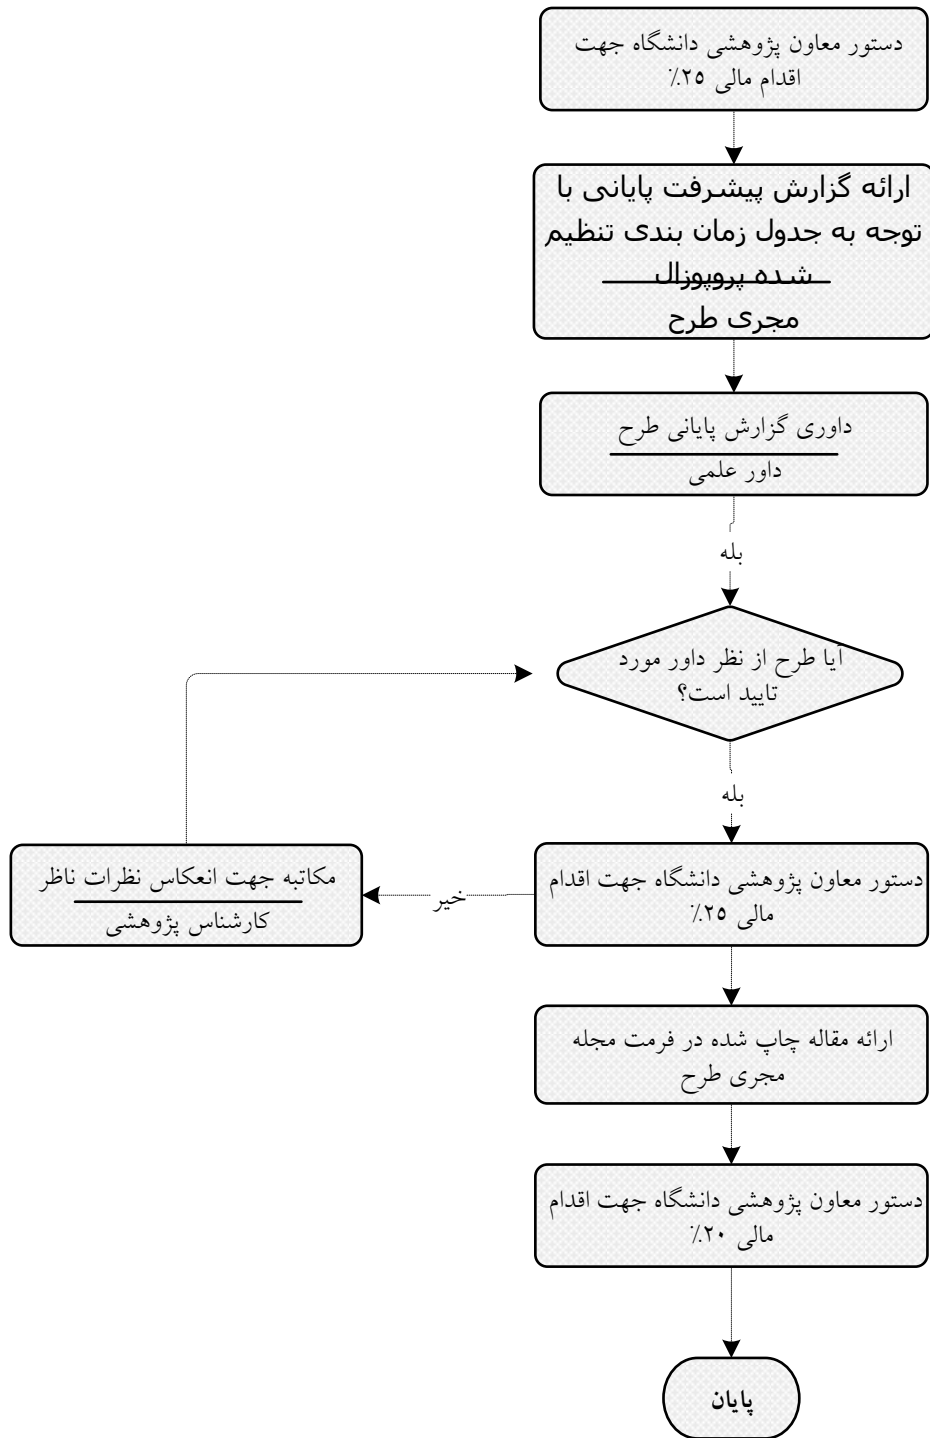 دستور معاون پژوهشی دانشگاه جهت
اقدام مالی ۲۵٪
ارائه گزارش پیشرفت پایانی با
توجه به جدول زمان بندی تنظیم
شده پروپوزال
مجری طرح
داوری گزارش پایانی طرح
داور علمی
بله
آیا طرح از نظر داور مورد
تایید است؟
بله
دستور معاون پژوهشی دانشگاه جهت اقدام
مالی ۲۵٪
خیر
مکاتبه جهت انعکاس نظرات ناظر
کارشناس پژوهشی
ارائه مقاله چاپ شده در فرمت مجله
مجری طرح
دستور معاون پژوهشی دانشگاه جهت اقدام
مالی ۲۰٪
پایان